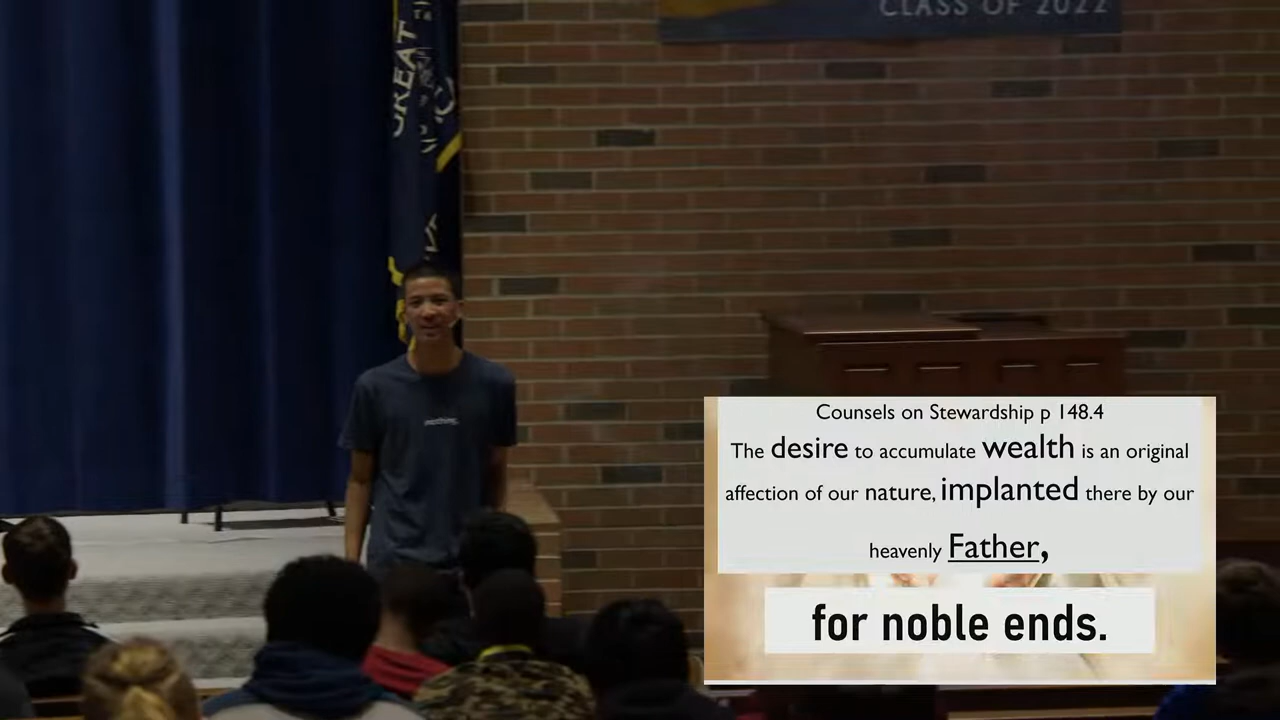 CLASS OF 2022
GREAT
Counsels on Stewardship p 148.4
The desire to accumulate wealth is an original
affection of our nature, implanted there by our
heavenly Father,
for noble ends.